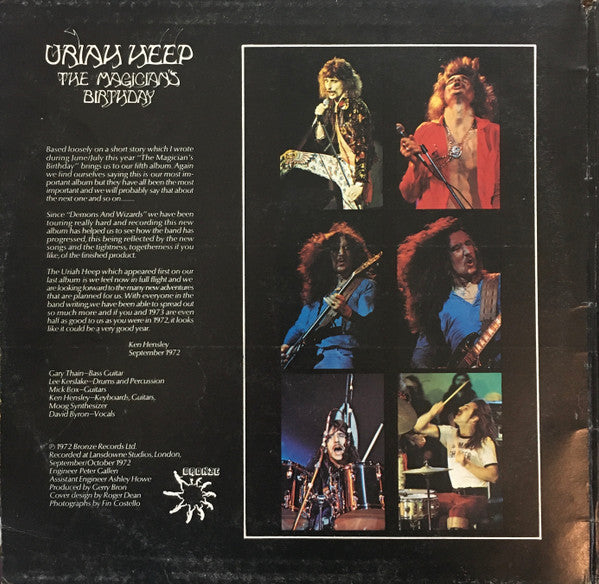 URIAH HEEP
THE MAGICIAN'S
BIRTHDAY
Based loosely on a short story which I wrote
during June/July this year "The Magician's
Birthday" brings us to our fifth album. Again
we find ourselves saying this is our most im-
portant album but they have all been the most
important and we will probably say that about
the next one and so on.......
Since "Demons And Wizards" we have been
touring really hard and recording this new
album has helped us to see how the band has
progressed, this being reflected by the new
songs and the tightness, togetherness if you
like, of the finished product.
The Uriah Heep which appeared first on our
last album is we feel now in full flight and we
are looking forward to the many new adventures
that are planned for us. With everyone in the
band writing, we have been able to spread out
so much more and if you and 1973 are even
half as good to us as you were in 1972, it looks
like it could be a very good year.
Ken Hensley
September 1972
Gary Thain–Bass Guitar
Lee Kerslake–Drums and Percussion
Mick Box–Guitars
Ken Hensley–Keyboards, Guitars,
Moog Synthesizer
David Byron–Vocals
℗ 1972 Bronze Records Ltd.
Recorded at Lansdowne Studios, London,
September/October 1972
Engineer Peter Gallen
Assistant Engineer Ashley Howe
Produced by Gerry Bron
Cover design by Roger Dean
Photographs by Fin Costello
BRONZE